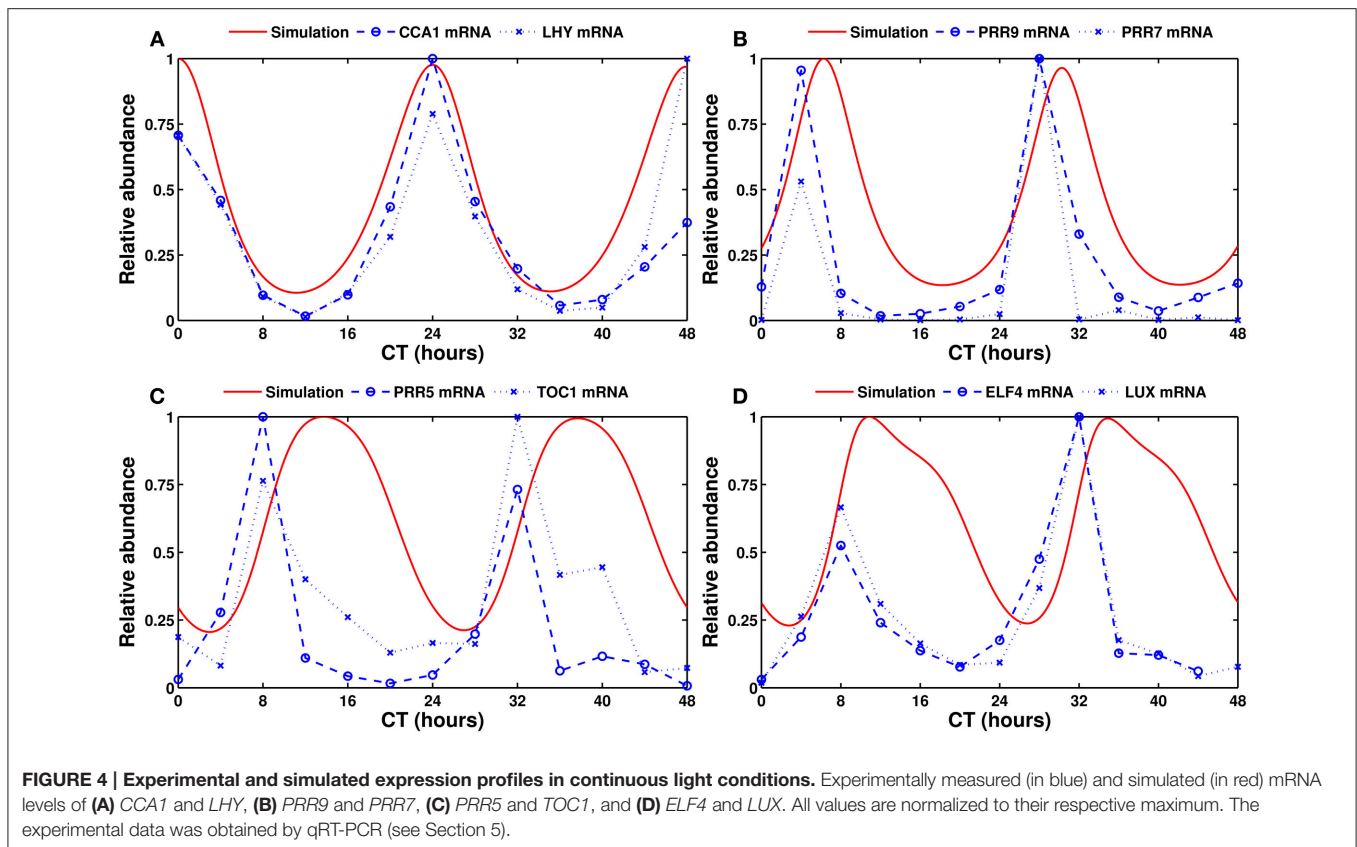 A
Simulation CCA1 mRNA LHY mRNA
1
0.75
0.5
0.25
0
Relative abundance
0 8 16 24 32 40 48
CT (hours)
B
Simulation PRR9 mRNA PRR7 mRNA
1
0.75
0.5
0.25
0
Relative abundance
0 8 16 24 32 40 48
CT (hours)
C
Simulation PRR5 mRNA TOC1 mRNA
1
0.75
0.5
0.25
0
Relative abundance
0 8 16 24 32 40 48
CT (hours)
D
Simulation ELF4 mRNA LUX mRNA
1
0.75
0.5
0.25
0
Relative abundance
0 8 16 24 32 40 48
CT (hours)
FIGURE 4 | Experimental and simulated expression profiles in continuous light conditions. Experimentally measured (in blue) and simulated (in red) mRNA
levels of (A) CCA1 and LHY, (B) PRR9 and PRR7, (C) PRR5 and TOC1, and (D) ELF4 and LUX. All values are normalized to their respective maximum. The
experimental data was obtained by qRT-PCR (see Section 5).